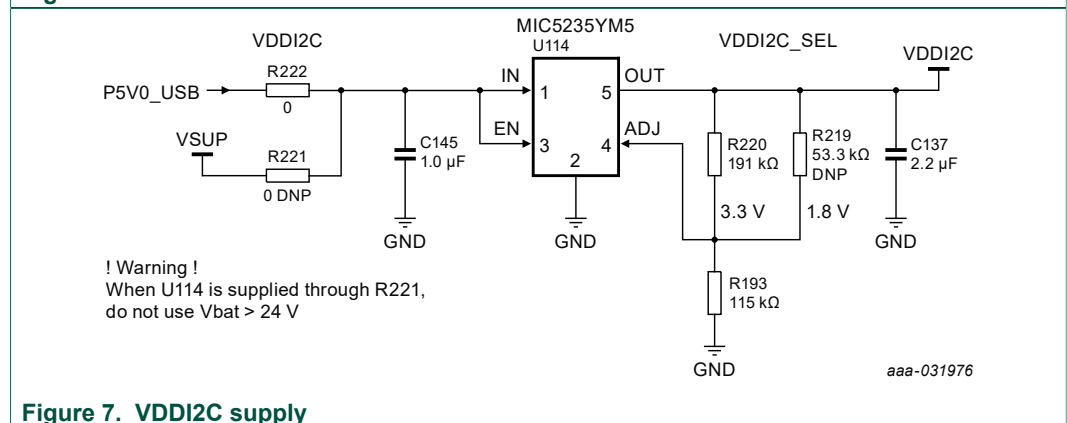 MIC5235YM5
U114
VDDI2C
VDDI2C_SEL
VDDI2C
R222
P5V0_USB
0
IN
1
5
OUT
EN
3
4
ADJ
2
VSUP
R221
0 DNP
C145
1.0 µF
R220
191 kΩ
R219
53.3 kΩ
DNP
C137
2.2 µF
3.3 V
1.8 V
GND
GND
GND
! Warning !
When U114 is supplied through R221,
do not use Vbat > 24 V
R193
115 kΩ
GND
aaa-031976
Figure 7. VDDI2C supply